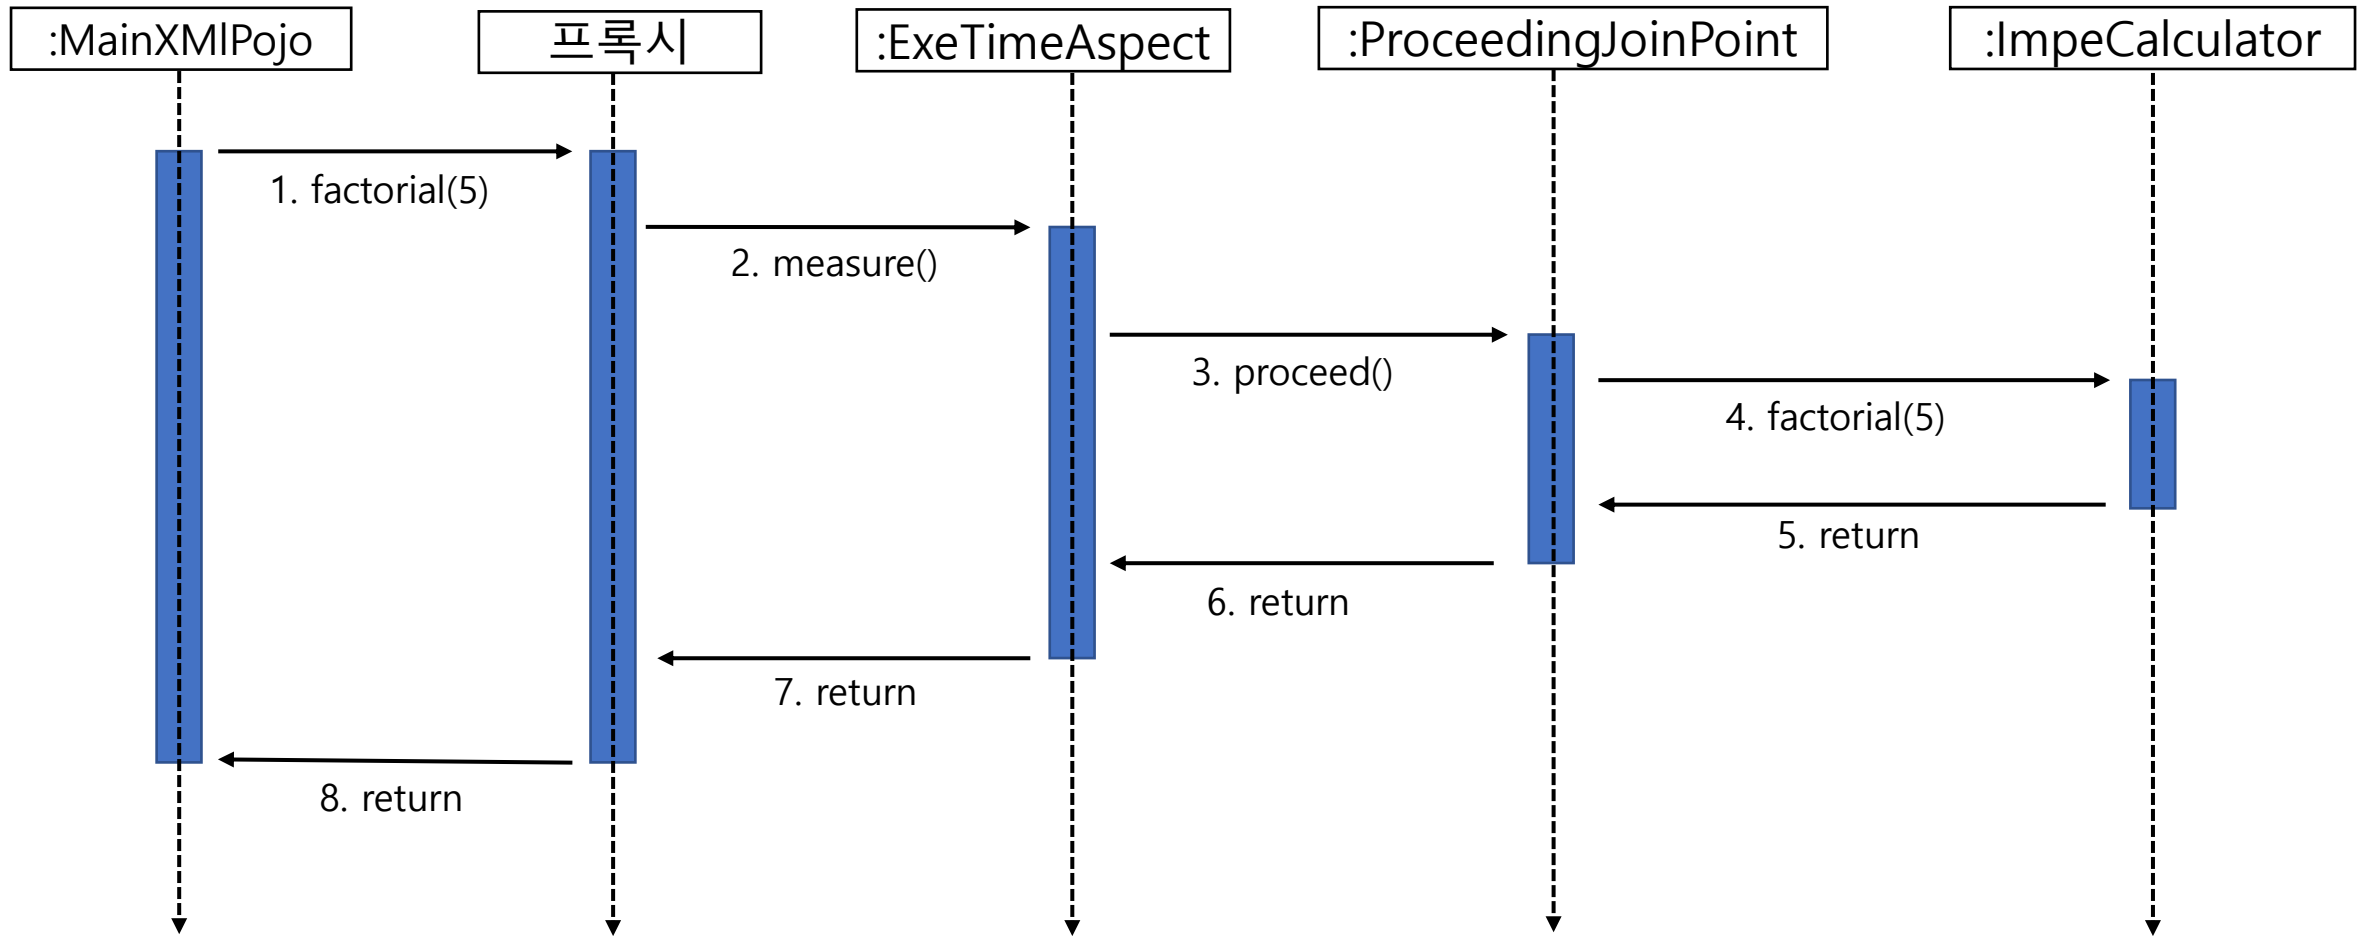 :MainXMlPojo
프록시
:ExeTimeAspect
:ProceedingJoinPoint
:ImpeCalculator
1. factorial(5)
2. measure()
3. proceed()
4. factorial(5)
5. return
6. return
7. return
8. return